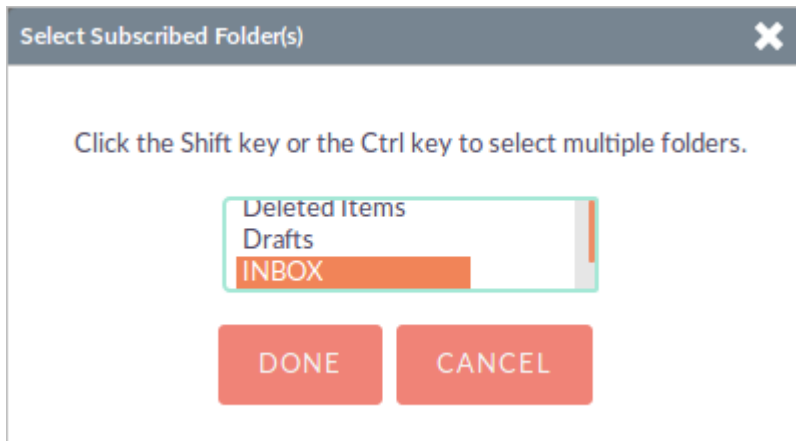 Select Subscribed Folder(s)
Click the Shift key or the Ctrl key to select multiple folders.
Deleted Items
Drafts
INBOX
DONE
CANCEL